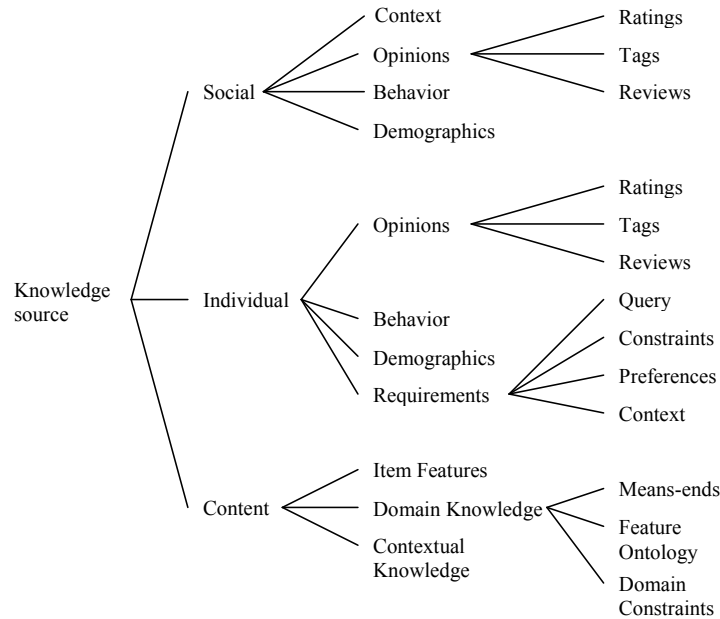 Context
Ratings
Opinions
Tags
Social
Behavior
Reviews
Demographics
Ratings
Opinions
Tags
Reviews
Knowledge
source
Individual
Query
Behavior
Constraints
Demographics
Preferences
Requirements
Context
Item Features
Means-ends
Content
Domain Knowledge
Feature
Ontology
Contextual
Knowledge
Domain
Constraints